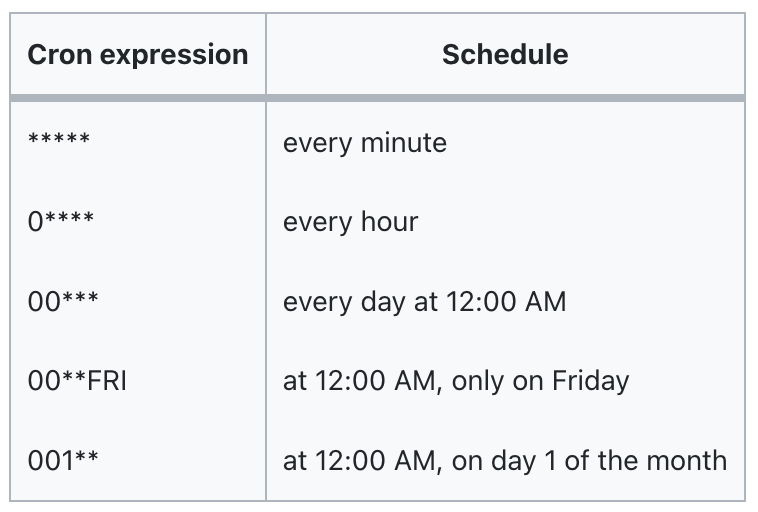 Cron expression Schedule
***** every minute
0**** every hour
00*** every day at 12:00 AM
00**FRI at 12:00 AM, only on Friday
001** at 12:00 AM, on day 1 of the month